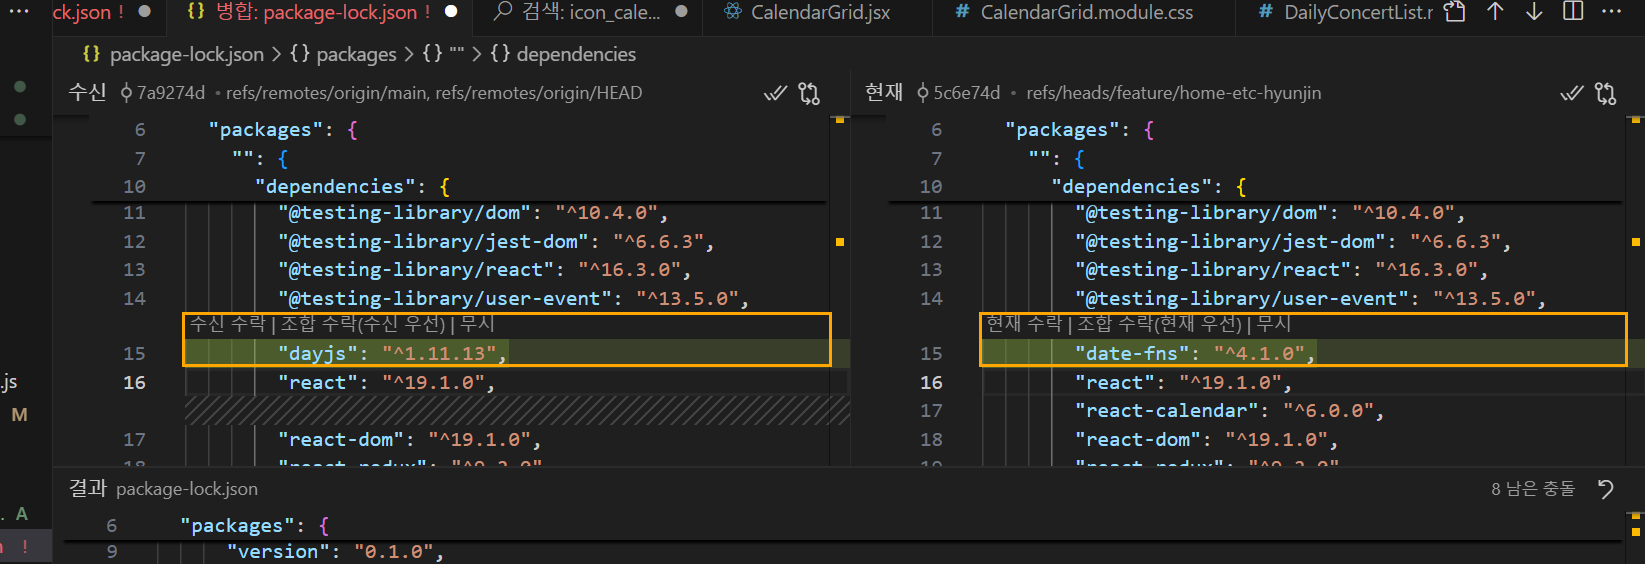 ck.json ! 병합: package-lock.json ! 검색: icon_cale... CalendarGrid.jsx # CalendarGrid.module.css # DailyConcertList.r
{} package-lock.json > {} packages > {} "" > {} dependencies
수신 7a9274d • refs/remotes/origin/main, refs/remotes/origin/HEAD
6 "packages": {
7 "": {
10 "dependencies": {
11 "@testing-library/dom": "^10.4.0",
12 "@testing-library/jest-dom": "^6.6.3",
13 "@testing-library/react": "^16.3.0",
14 "@testing-library/user-event": "^13.5.0",
수신 수락 | 조합 수락(수신 우선) | 무시
15 "dayjs": "^1.11.13",
16 "react": "^19.1.0",
17 "react-dom": "^19.1.0",
18 "react-redux": "^9.2.0"
현재 5c6e74d • refs/heads/feature/home-etc-hyunjin
6 "packages": {
7 "": {
10 "dependencies": {
11 "@testing-library/dom": "^10.4.0",
12 "@testing-library/jest-dom": "^6.6.3",
13 "@testing-library/react": "^16.3.0",
14 "@testing-library/user-event": "^13.5.0",
현재 수락 | 조합 수락(현재 우선) | 무시
15 "date-fns": "^4.1.0",
16 "react": "^19.1.0",
17 "react-calendar": "^6.0.0",
18 "react-dom": "^19.1.0",
19 "react-redux": "^9.2.0"
.js
M
. A
!
결과 package-lock.json 8 남은 충돌
6 "packages": {
9 "version": "0.1.0",